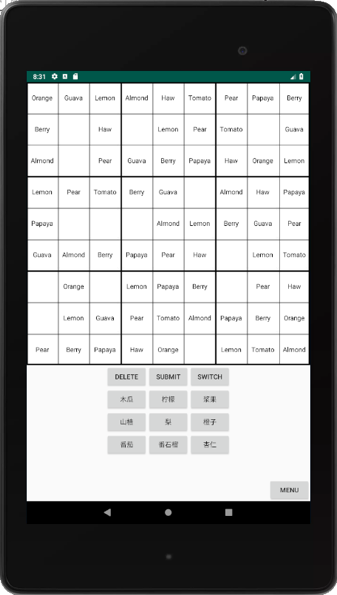 8:31
Orange Guava Lemon Almond Haw Tomato Pear Papaya Berry
Berry Haw Lemon Pear Tomato Guava
Almond Pear Guava Berry Papaya Haw Orange Lemon
Lemon Pear Tomato Berry Guava Almond Haw Papaya
Papaya Almond Lemon Berry Guava Pear
Guava Almond Berry Papaya Pear Haw Lemon Tomato
Orange Lemon Papaya Berry Pear Haw
Lemon Guava Pear Tomato Almond Papaya Berry Orange
Pear Berry Papaya Haw Orange Lemon Tomato Almond
DELETE SUBMIT SWITCH
木瓜 柠檬 浆果
山楂 梨 橙子
番茄 番石榴 杏仁
MENU